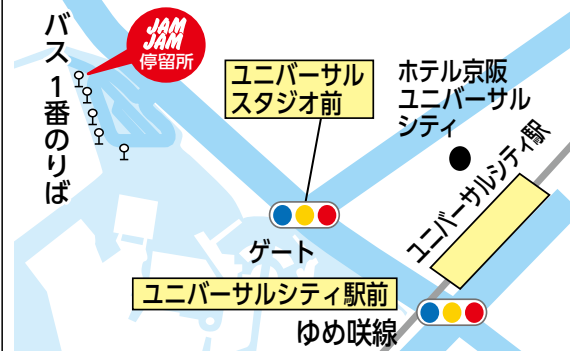 バス 1番のりば
JAM
JAM
停留所
ユニバーサル
スタジオ前
ホテル京阪
ユニバーサル
シティ
ユニバーサルシティ駅
ゲート
ユニバーサルシティ駅前
ゆめ咲線